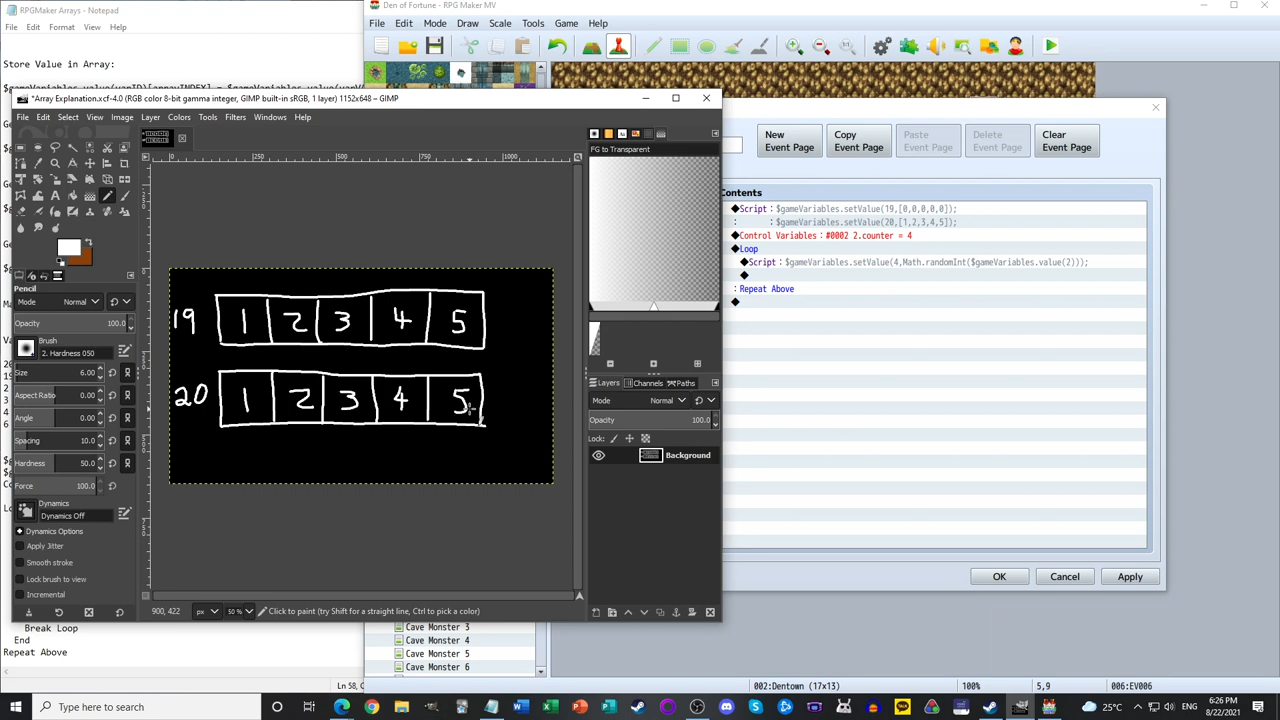 RPGMaker Arrays - Notepad
File Edit Format View Help
Store Value in Array:
Den of Fortune - RPG Maker MV
File Edit Mode Draw Scale Tools Game Help
*Array Explanation.xcf-4.0 (RGB color 8-bit gamma integer, GIMP built-in sRGB, 1 layer) 1152x648 – GIMP
File Edit Select View Image Layer Colors Tools Filters Windows Help
0 250 500 750 1000
Pencil
Mode Normal
Opacity 100.0
Brush
2. Hardness 050
Size 6.00
Aspect Ratio 0.00
Angle 0.00
Spacing 10.0
Hardness 50.0
Force 100.0
Dynamics
Dynamics Off
Dynamics Options
Apply Jitter
Smooth stroke
Lock brush to view
Incremental
19 1 2 3 4 5
20 1 2 3 4 5
900, 422 px 50 % Click to paint (try Shift for a straight line, Ctrl to pick a color)
FG to Transparent
Layers Channels Paths
Mode Normal
Opacity 100.0
Lock:
Background
New Event Page
Copy Event Page
Paste Event Page
Delete Event Page
Clear Event Page
Contents
◆Script：$gameVariables.setValue(19,[0,0,0,0,0]);
: :$gameVariables.setValue(20,[1,2,3,4,5]);
◆Control Variables：#0002 2.counter = 4
◆Loop
◆Script：$gameVariables.setValue(4,Math.randomInt($gameVariables.value(2)));
◆
: Repeat Above
◆
OK Cancel Apply
Break Loop
End
Repeat Above
Cave Monster 3
Cave Monster 4
Cave Monster 5
Cave Monster 6
Ln 58,
002:Dentown (17x13) 100% 5,9 006:EV006
Type here to search
25°C
6:26 PM
8/22/2021